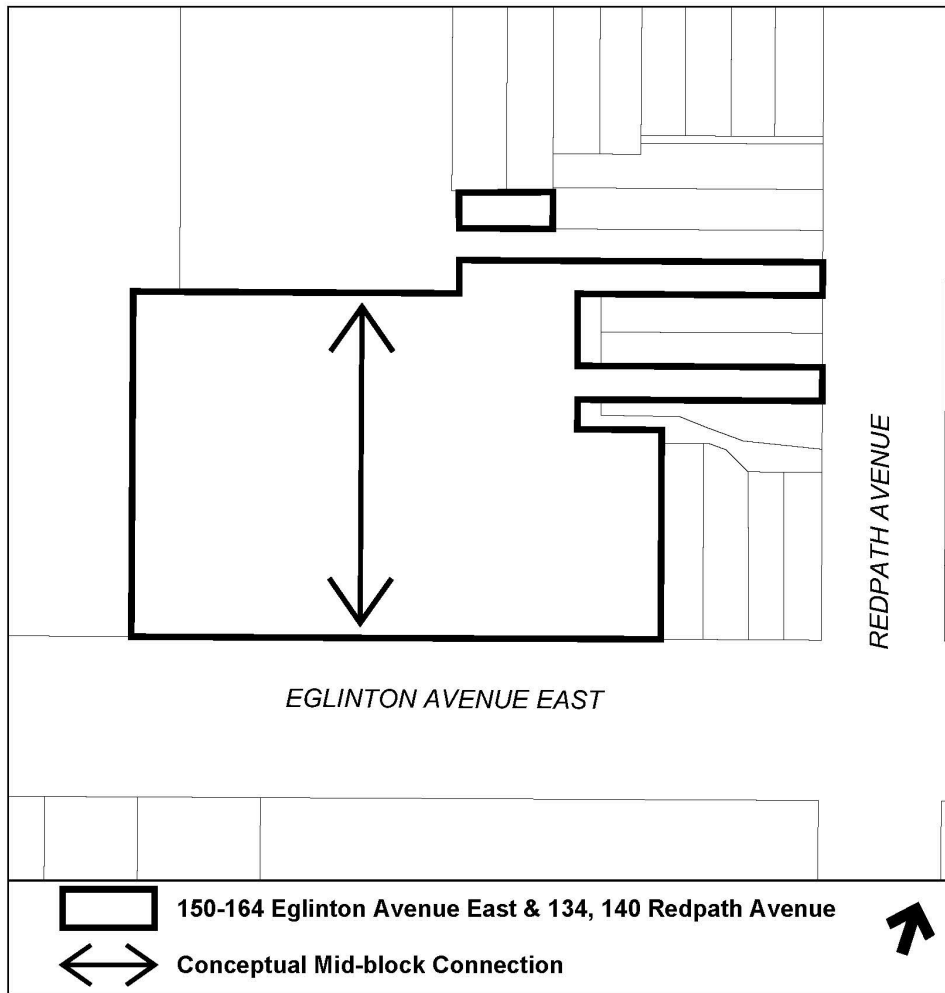 REDPATH AVENUE
EGLINTON AVENUE EAST
150-164 Eglinton Avenue East & 134, 140 Redpath Avenue
Conceptual Mid-block Connection